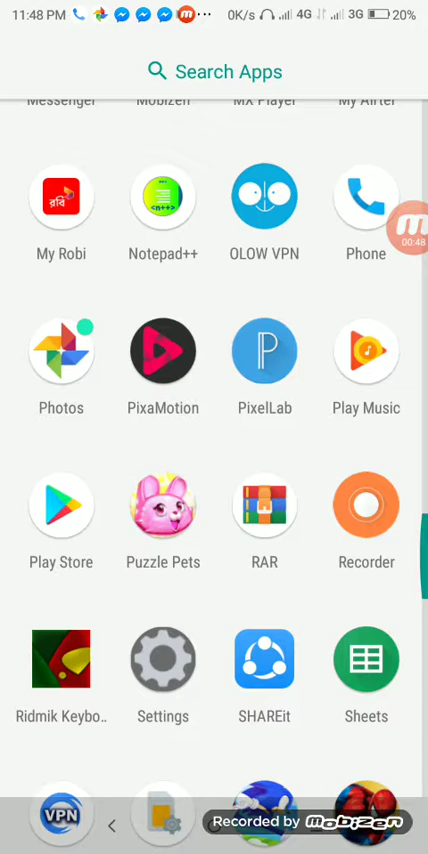 11:48 PM
0K/s 4G 3G 20%
Search Apps
Messenger Mobizen MX Player My Airtel
রবি
<n++>
My Robi Notepad++ OLOW VPN Phone
00:48
Photos PixaMotion PixelLab Play Music
Play Store Puzzle Pets RAR Recorder
Ridmik Keybo.. Settings SHAREit Sheets
VPN
Recorded by mobizen